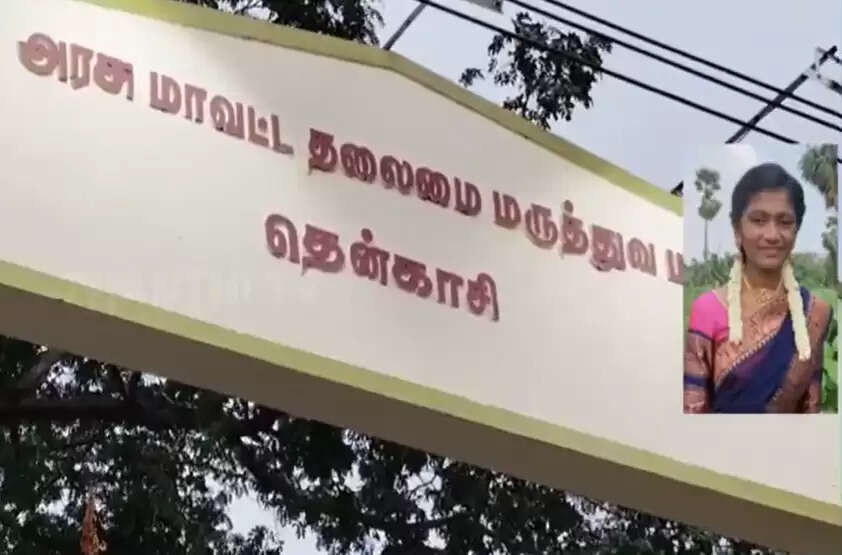 அரசு மாவட்ட தலைமை மருத்துவ
தென்காசி